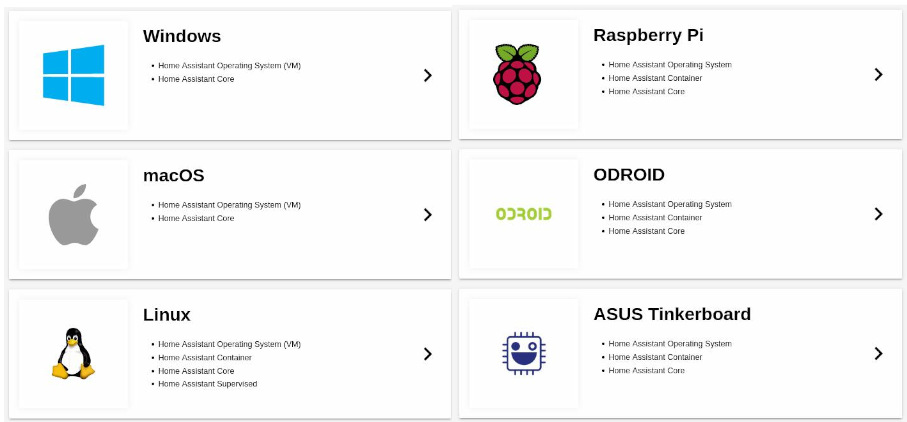 Windows
• Home Assistant Operating System (VM)
• Home Assistant Core
Raspberry Pi
• Home Assistant Operating System
• Home Assistant Container
• Home Assistant Core
macOS
• Home Assistant Operating System (VM)
• Home Assistant Core
ODROID
ODROID
• Home Assistant Operating System
• Home Assistant Container
• Home Assistant Core
Linux
• Home Assistant Operating System (VM)
• Home Assistant Container
• Home Assistant Core
• Home Assistant Supervised
ASUS Tinkerboard
• Home Assistant Operating System
• Home Assistant Container
• Home Assistant Core